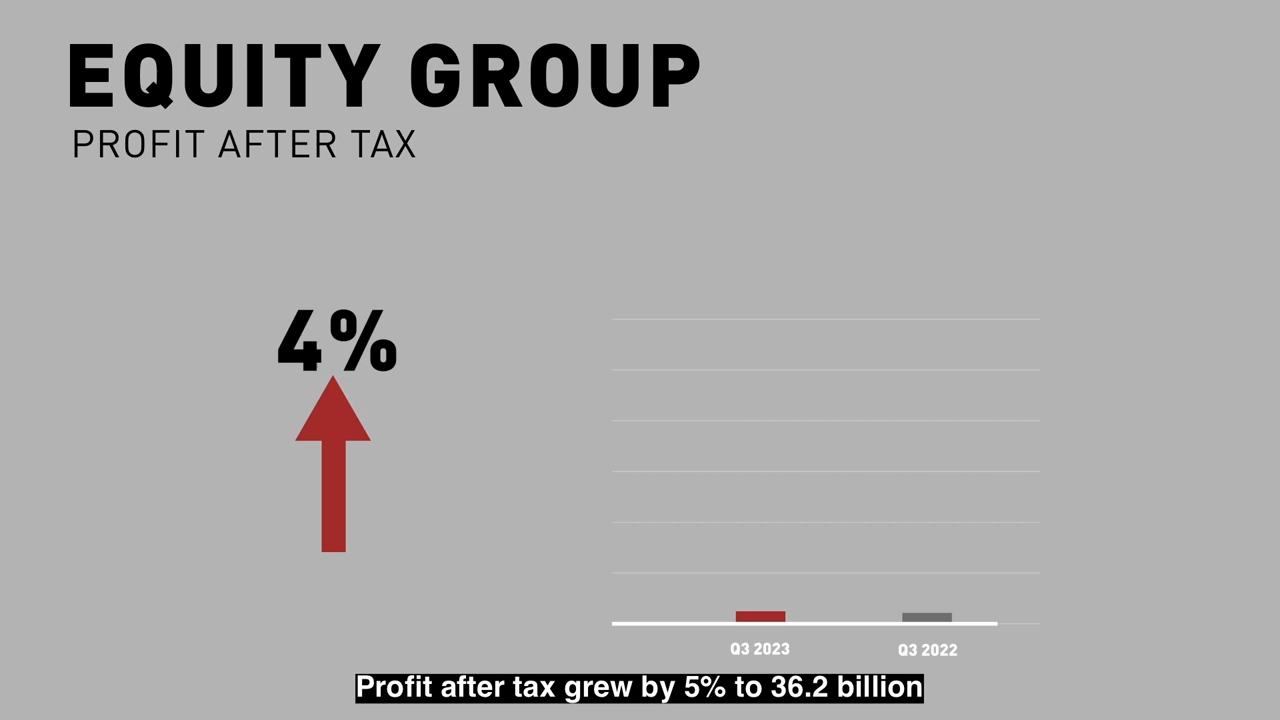 EQUITY GROUP
PROFIT AFTER TAX
4%
Q3 2023
Q3 2022
Profit after tax grew by 5% to 36.2 billion